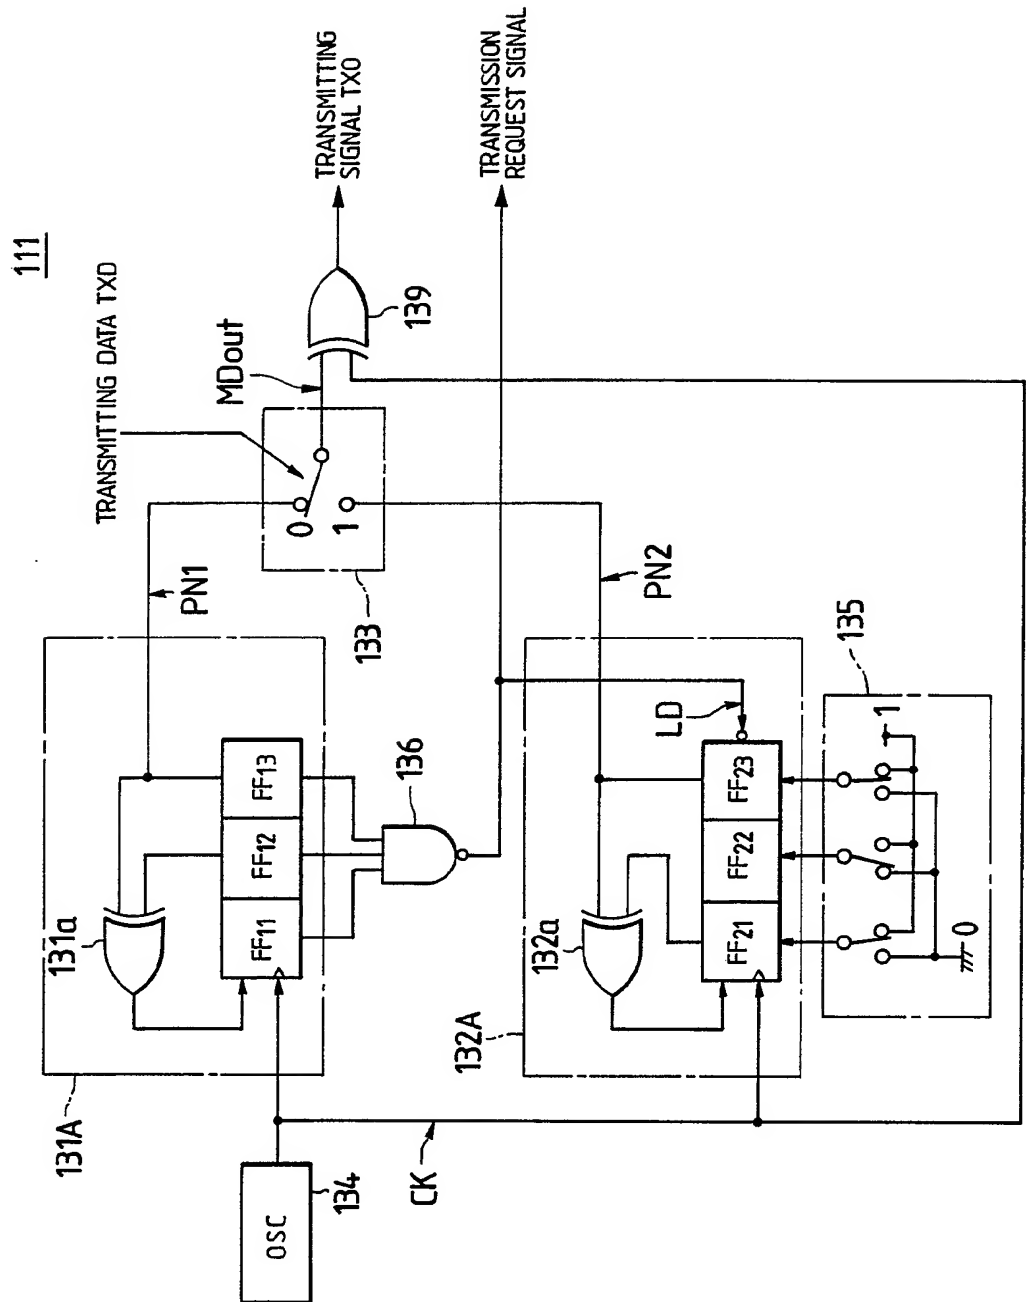 111
TRANSMITTING
SIGNAL TXO
TRANSMISSION
REQUEST SIGNAL
TRANSMITTING DATA TXD
MDout
139
0
1
133
PN1
PN2
131A
131a
FF11
FF12
FF13
136
132A
132a
FF21
FF22
FF23
LD
135
1
0
OSC
134
CK